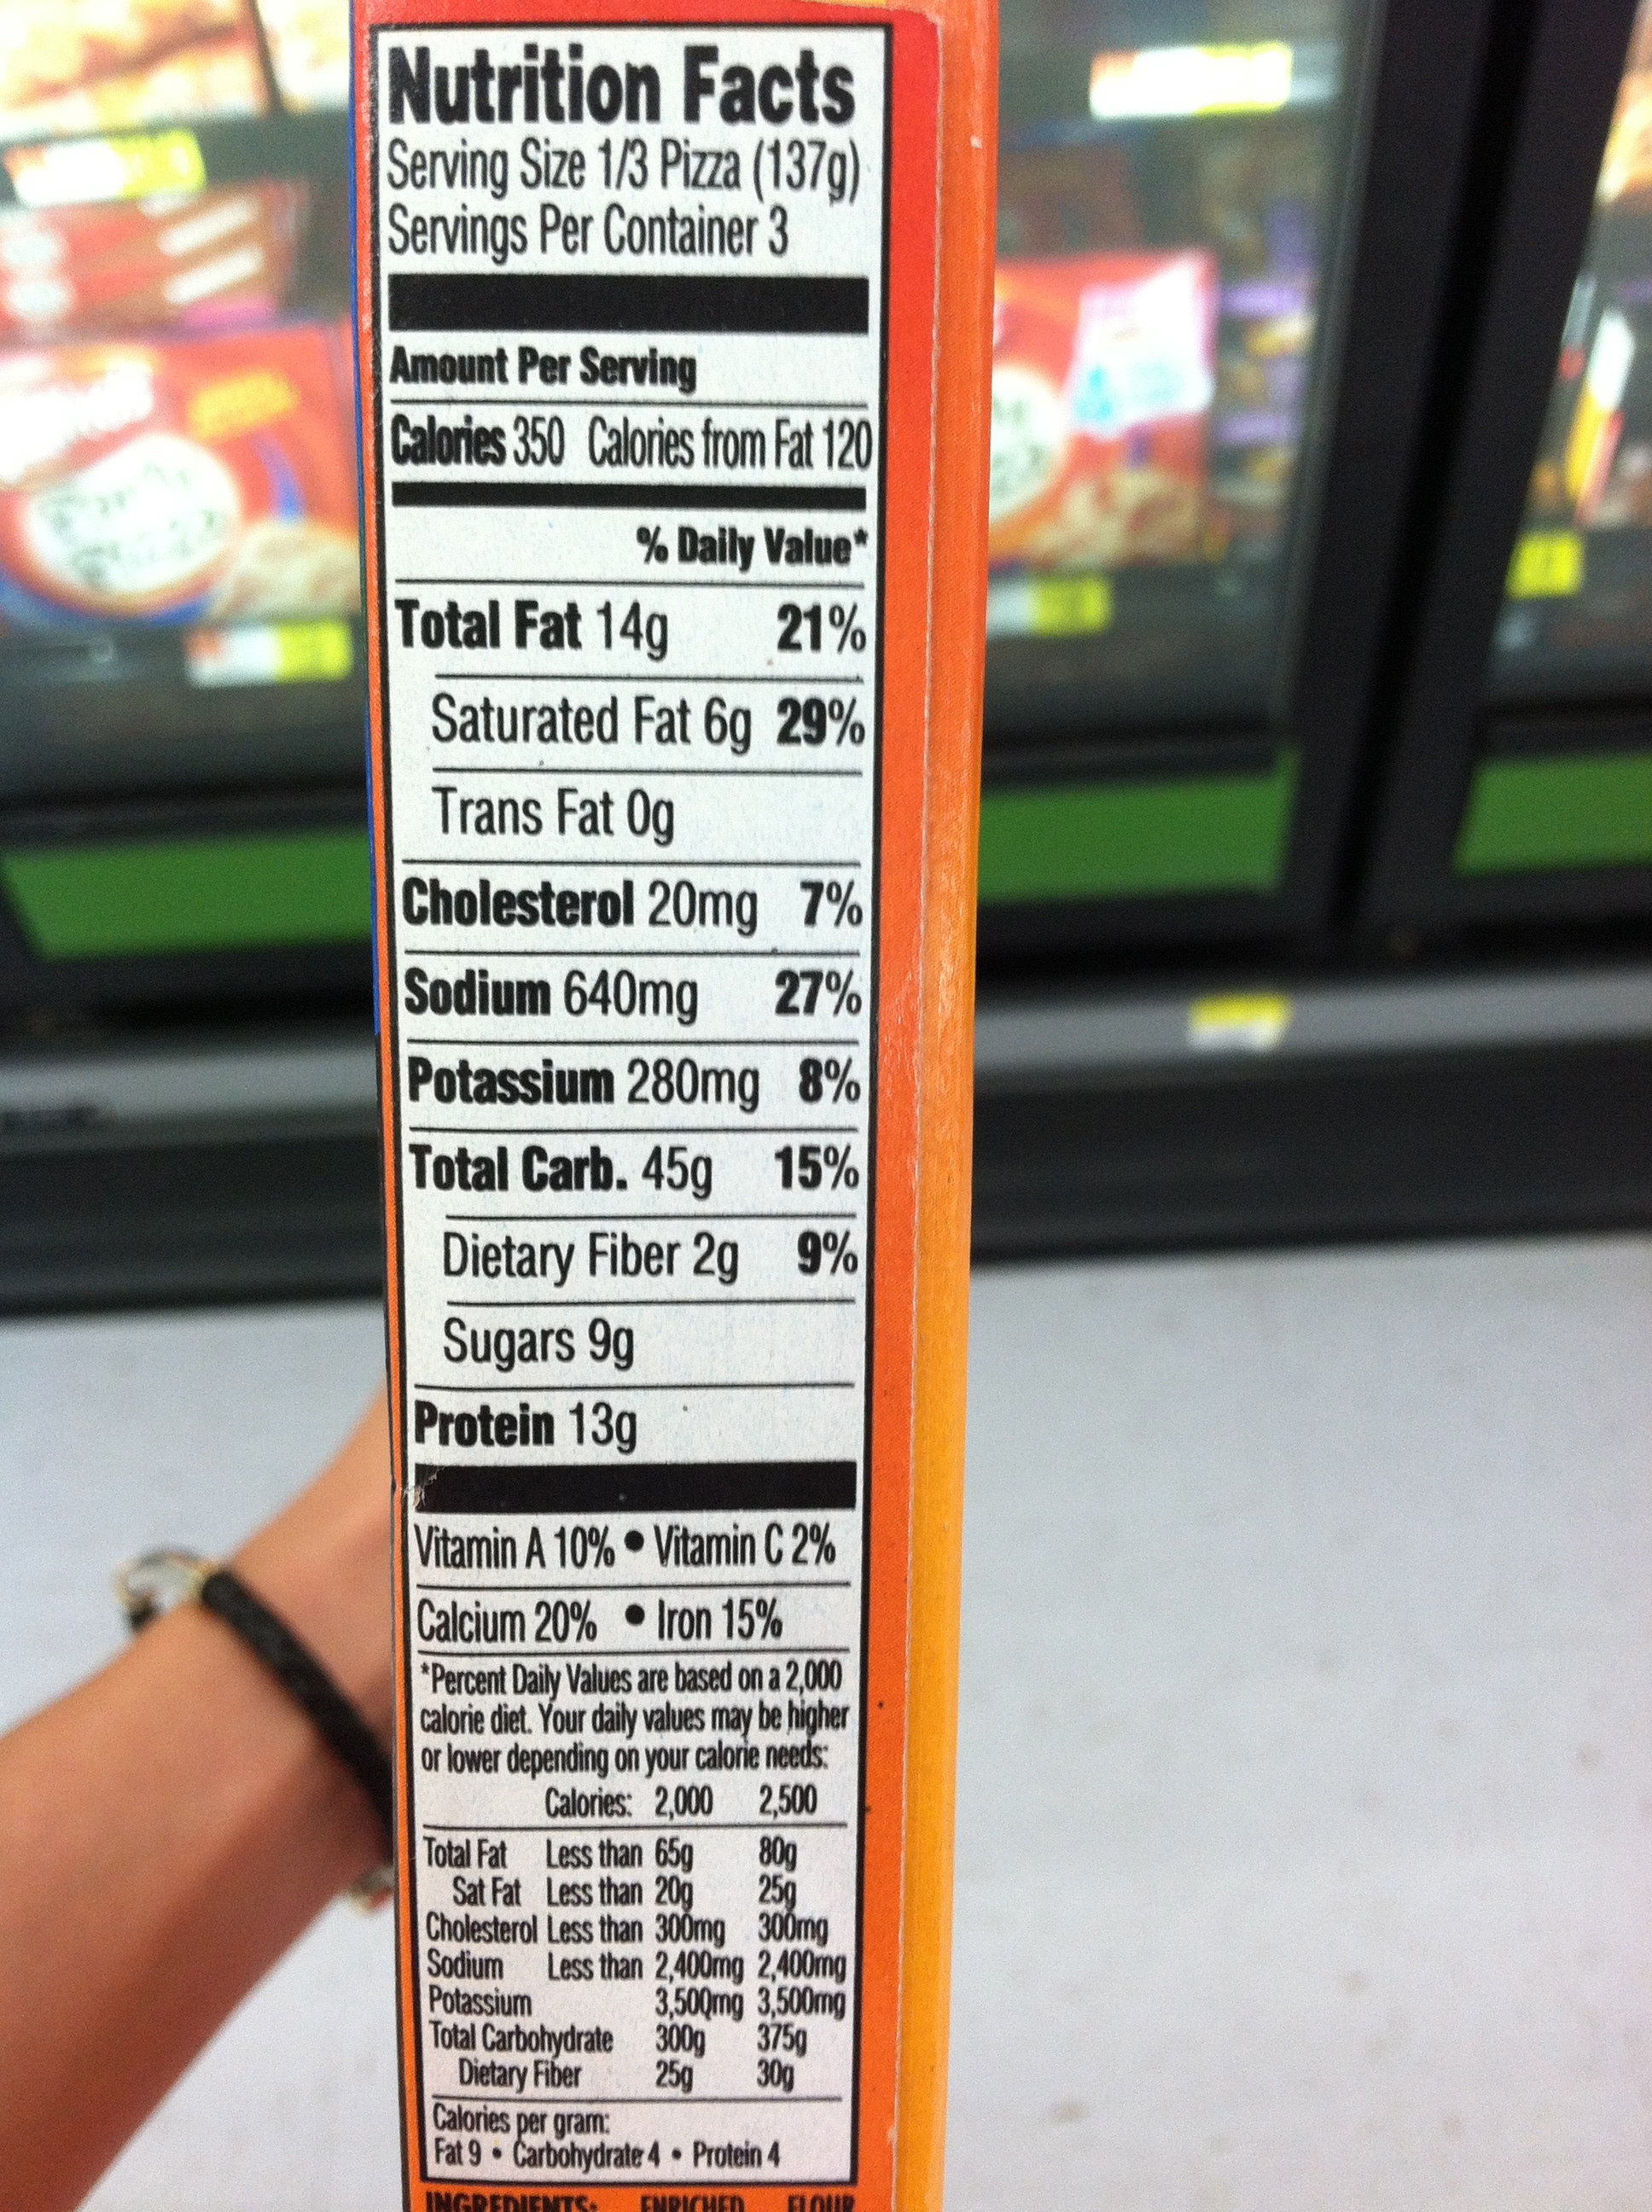 Nutrition Facts
Serving Size 1/3 Pizza (137g)
Servings Per Container 3
Amount Per Serving
Calories 350 Calories from Fat 120
% Daily Value*
Total Fat 14g 21%
Saturated Fat 6g 29%
Trans Fat 0g
Cholesterol 20mg 7%
Sodium 640mg 27%
Potassium 280mg 8%
Total Carb. 45g 15%
Dietary Fiber 2g 9%
Sugars 9g
Protein 13g
Vitamin A 10% • Vitamin C 2%
Calcium 20% • Iron 15%
*Percent Daily Values are based on a 2,000
calorie diet. Your daily values may be higher
or lower depending on your calorie needs:
Calories: 2,000 2,500
Total Fat Less than 65g 80g
Sat Fat Less than 20g 25g
Cholesterol Less than 300mg 300mg
Sodium Less than 2,400mg 2,400mg
Potassium 3,500mg 3,500mg
Total Carbohydrate 300g 375g
Dietary Fiber 25g 30g
Calories per gram:
Fat 9 • Carbohydrate 4 • Protein 4
INGREDIENTS: ENRICHED FLOUR